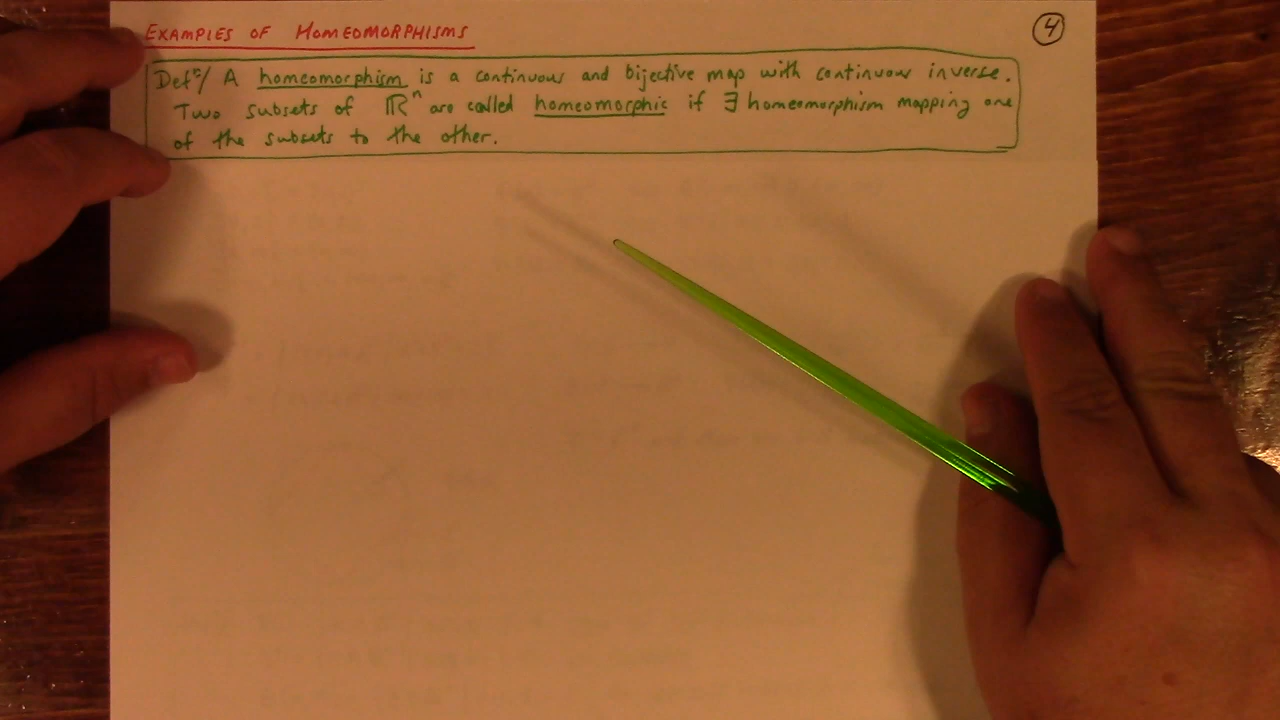 EXAMPLES OF HOMEOMORPHISMS
4
Defⁿ/ A homeomorphism is a continuous and bijective map with continuous inverse.
Two subsets of ℝⁿ are called homeomorphic if ∃ homeomorphism mapping one
of the subsets to the other.